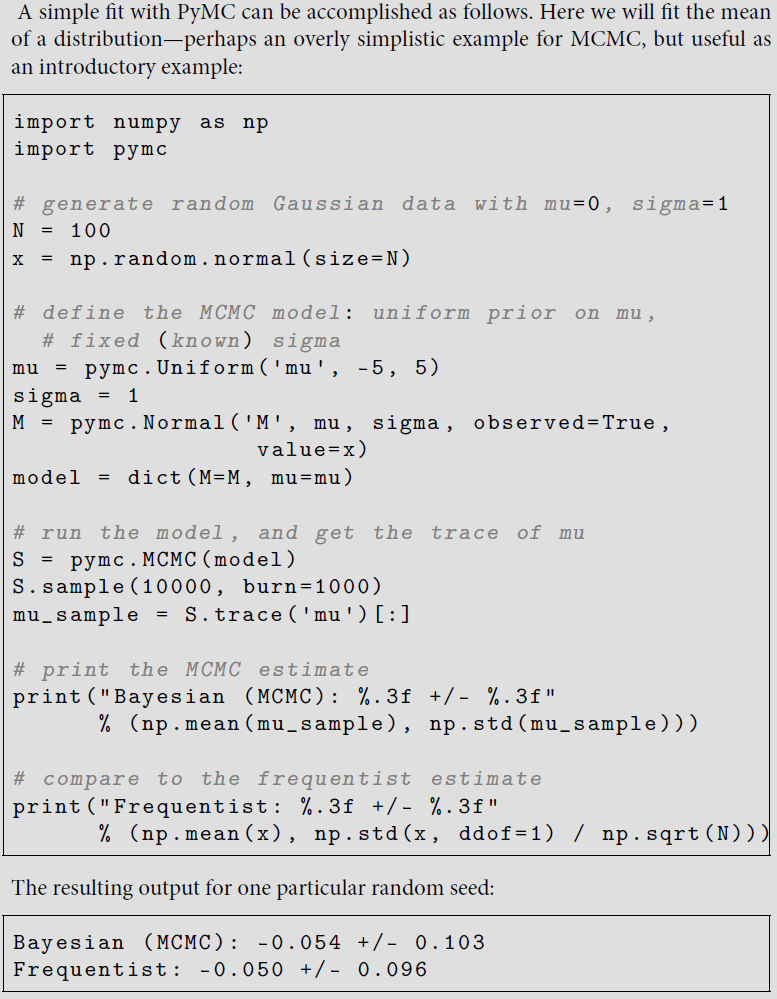 A simple fit with PyMC can be accomplished as follows. Here we will fit the mean
of a distribution—perhaps an overly simplistic example for MCMC, but useful as
an introductory example:
import numpy as np
import pymc
# generate random Gaussian data with mu=0, sigma=1
N = 100
x = np.random.normal(size=N)
# define the MCMC model: uniform prior on mu,
# fixed (known) sigma
mu = pymc.Uniform('mu', -5, 5)
sigma = 1
M = pymc.Normal('M', mu, sigma, observed=True,
value=x)
model = dict(M=M, mu=mu)
# run the model, and get the trace of mu
S = pymc.MCMC(model)
S.sample(10000, burn=1000)
mu_sample = S.trace('mu')[:]
# print the MCMC estimate
print("Bayesian (MCMC): %.3f +/- %.3f"
% (np.mean(mu_sample), np.std(mu_sample)))
# compare to the frequentist estimate
print("Frequentist: %.3f +/- %.3f"
% (np.mean(x), np.std(x, ddof=1) / np.sqrt(N)))
The resulting output for one particular random seed:
Bayesian (MCMC): -0.054 +/- 0.103
Frequentist: -0.050 +/- 0.096